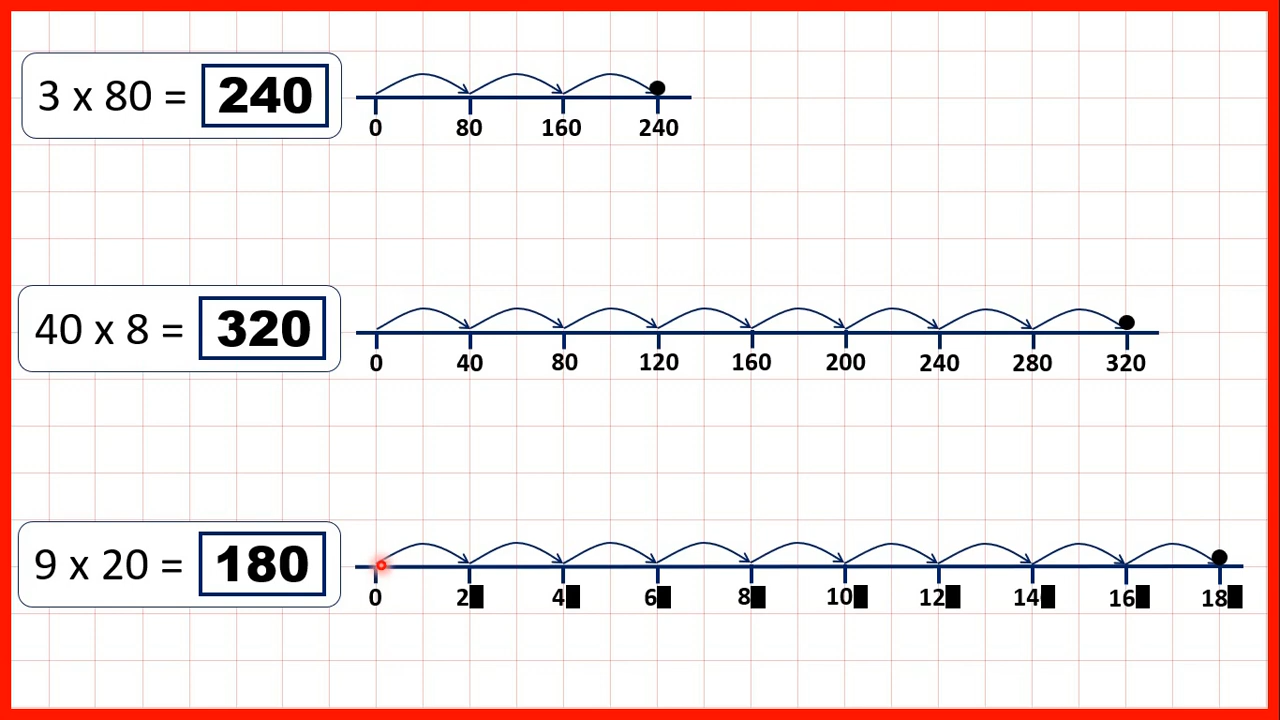 3 x 80 = 240
0 80 160 240
40 x 8 = 320
0 40 80 120 160 200 240 280 320
9 x 20 = 180
0 2 4 6 8 10 12 14 16 18